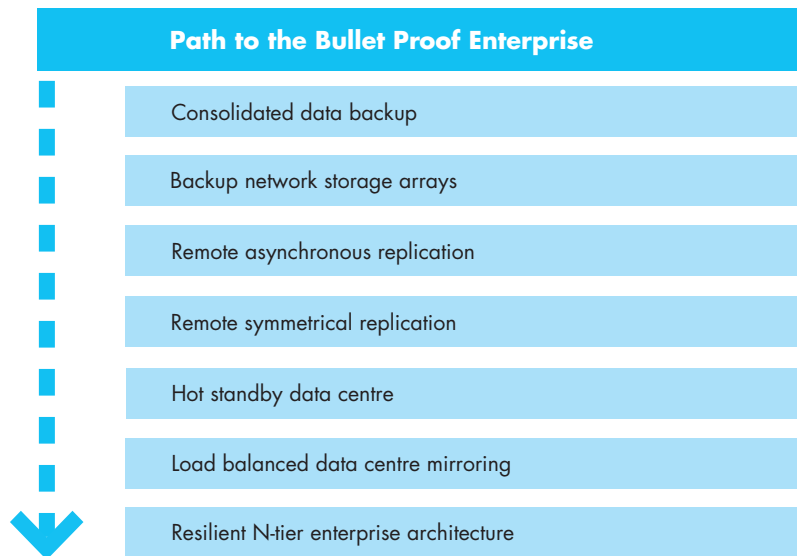 Path to the Bullet Proof Enterprise
Consolidated data backup
Backup network storage arrays
Remote asynchronous replication
Remote symmetrical replication
Hot standby data centre
Load balanced data centre mirroring
Resilient N-tier enterprise architecture